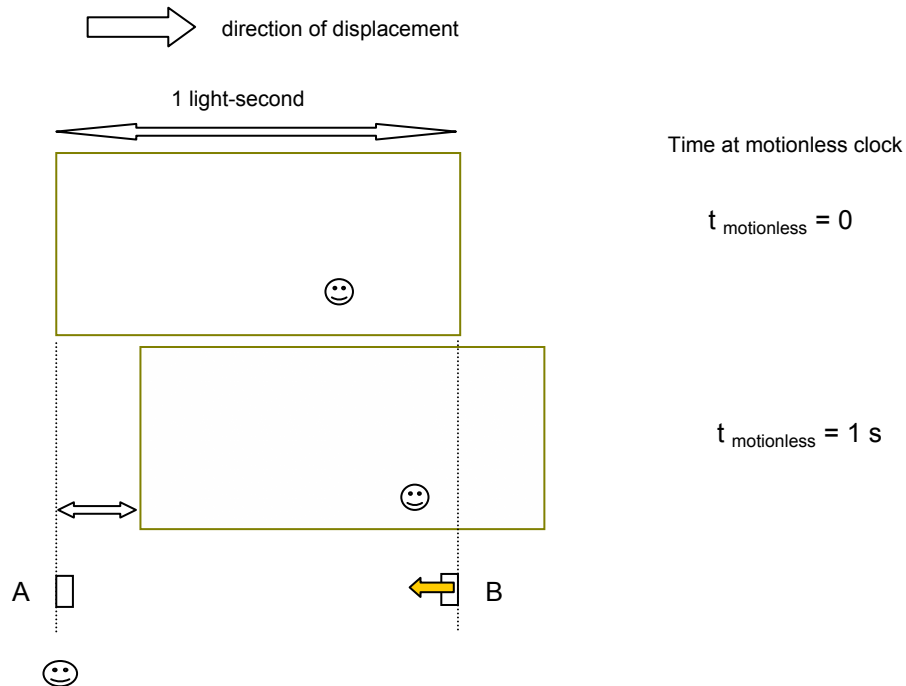 direction of displacement
1 light-second
Time at motionless clock
t motionless = 0
t motionless = 1 s
A
B